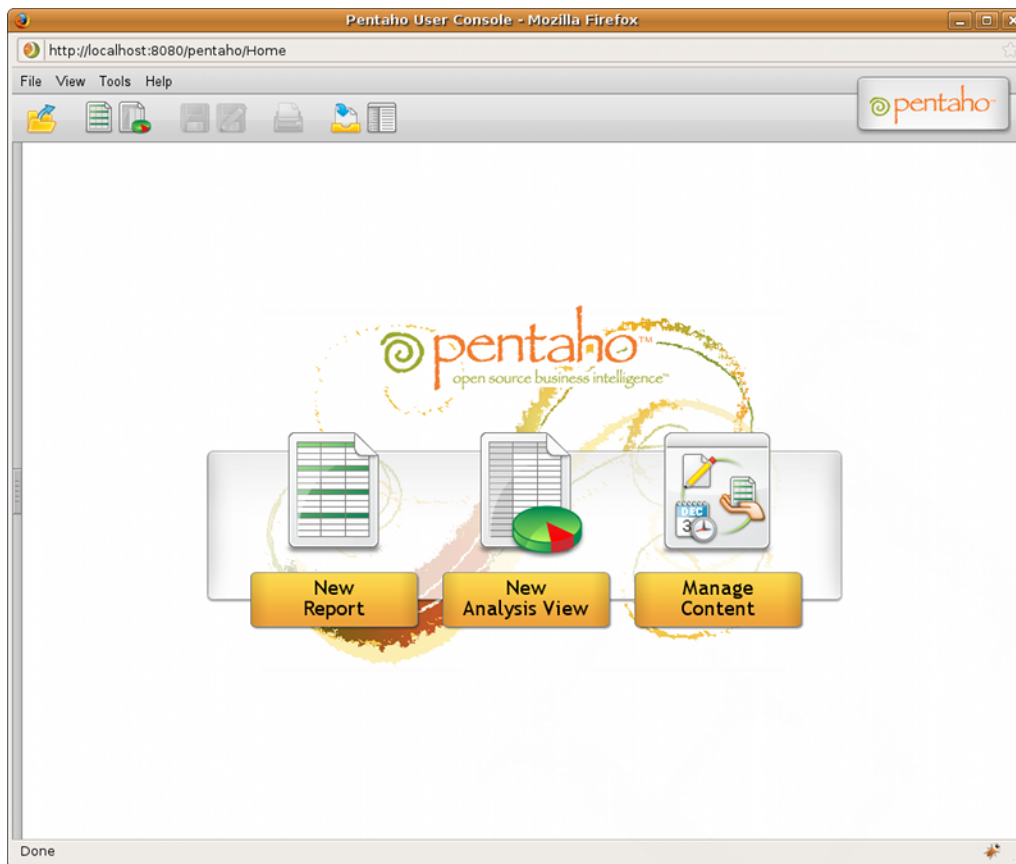 Pentaho User Console - Mozilla Firefox
http://localhost:8080/pentaho/Home
File View Tools Help
pentaho™
pentaho™
open source business intelligence™
DEC
3
New
Report
New
Analysis View
Manage
Content
Done